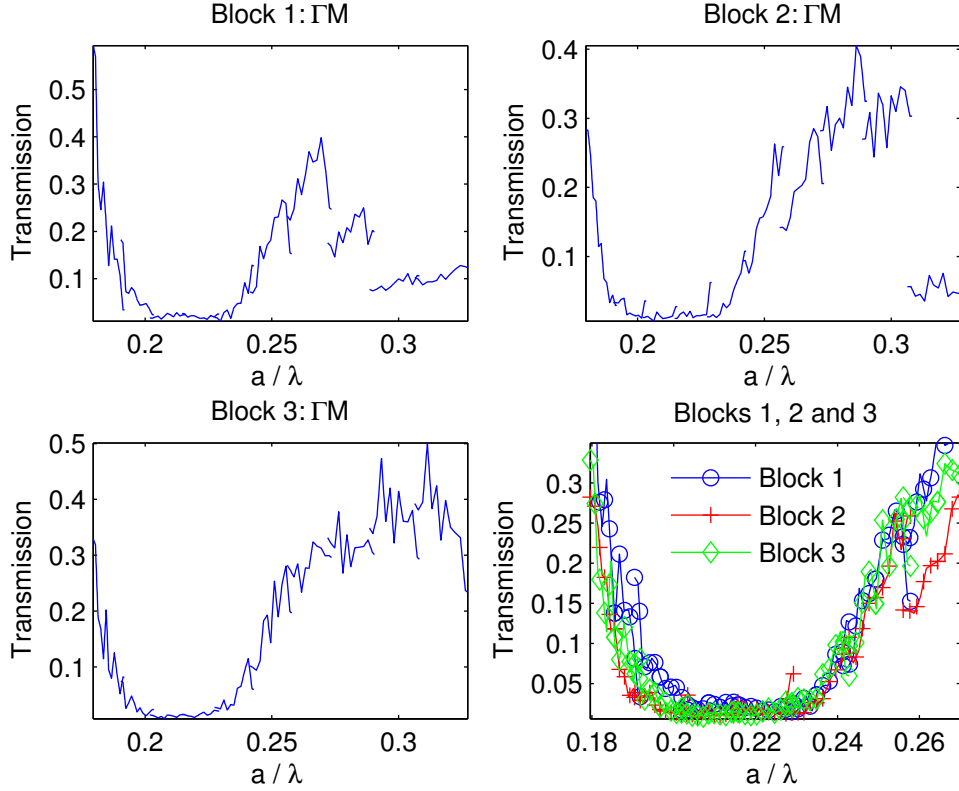 Block 1: ΓM
0.5
0.4
0.3
0.2
0.1
Transmission
0.2 0.25 0.3
a / λ
Block 2: ΓM
0.4
0.3
0.2
0.1
Transmission
0.2 0.25 0.3
a / λ
Block 3: ΓM
0.5
0.4
0.3
0.2
0.1
Transmission
0.2 0.25 0.3
a / λ
Blocks 1, 2 and 3
0.3
0.25
0.2
0.15
0.1
0.05
Transmission
Block 1
Block 2
Block 3
0.18 0.2 0.22 0.24 0.26
a / λ